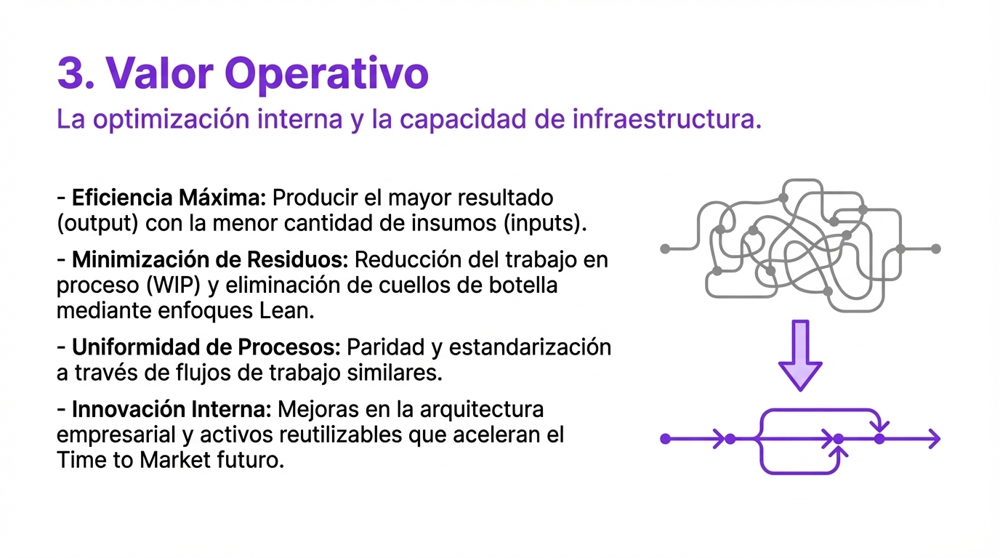 3. Valor Operativo
La optimización interna y la capacidad de infraestructura.
- Eficiencia Máxima: Producir el mayor resultado
(output) con la menor cantidad de insumos (inputs).
- Minimización de Residuos: Reducción del trabajo en
proceso (WIP) y eliminación de cuellos de botella
mediante enfoques Lean.
- Uniformidad de Procesos: Paridad y estandarización
a través de flujos de trabajo similares.
- Innovación Interna: Mejoras en la arquitectura
empresarial y activos reutilizables que aceleran el
Time to Market futuro.